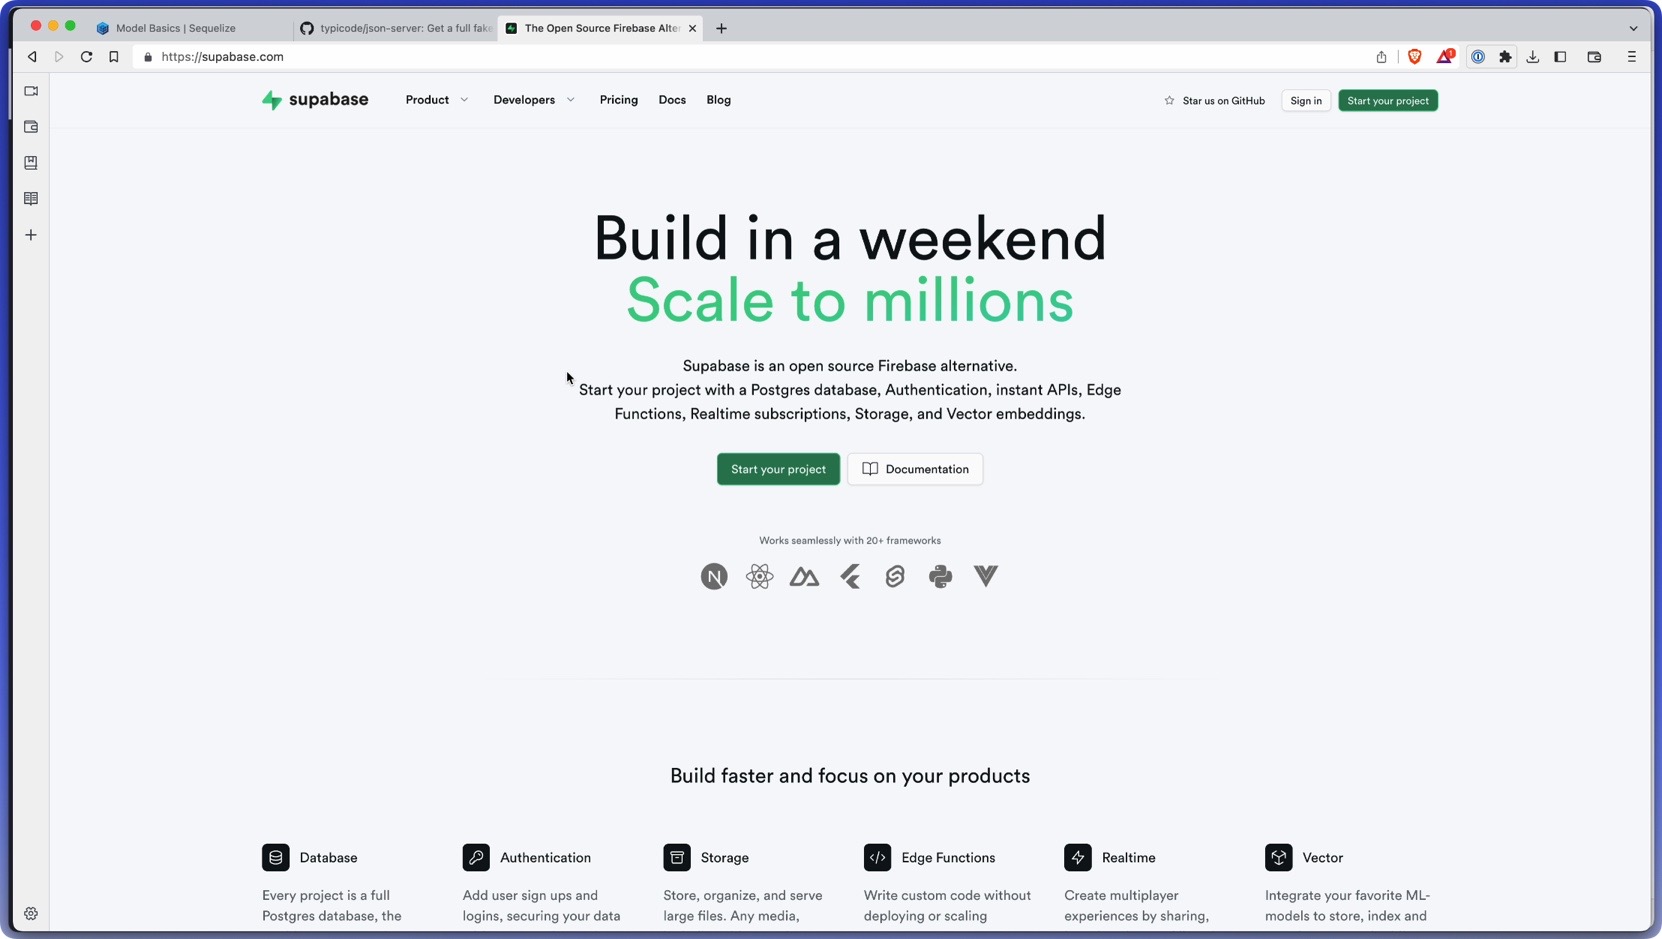 Model Basics | Sequelize
typicode/json-server: Get a full fake
The Open Source Firebase Alter
https://supabase.com
1
supabase
Product
Developers
Pricing
Docs
Blog
Star us on GitHub
Sign in
Start your project
Build in a weekend
Scale to millions
Supabase is an open source Firebase alternative.
Start your project with a Postgres database, Authentication, instant APIs, Edge
Functions, Realtime subscriptions, Storage, and Vector embeddings.
Start your project
Documentation
Works seamlessly with 20+ frameworks
N
Build faster and focus on your products
Database
Every project is a full
Postgres database, the
Authentication
Add user sign ups and
logins, securing your data
Storage
Store, organize, and serve
large files. Any media,
Edge Functions
Write custom code without
deploying or scaling
Realtime
Create multiplayer
experiences by sharing,
Vector
Integrate your favorite ML-
models to store, index and